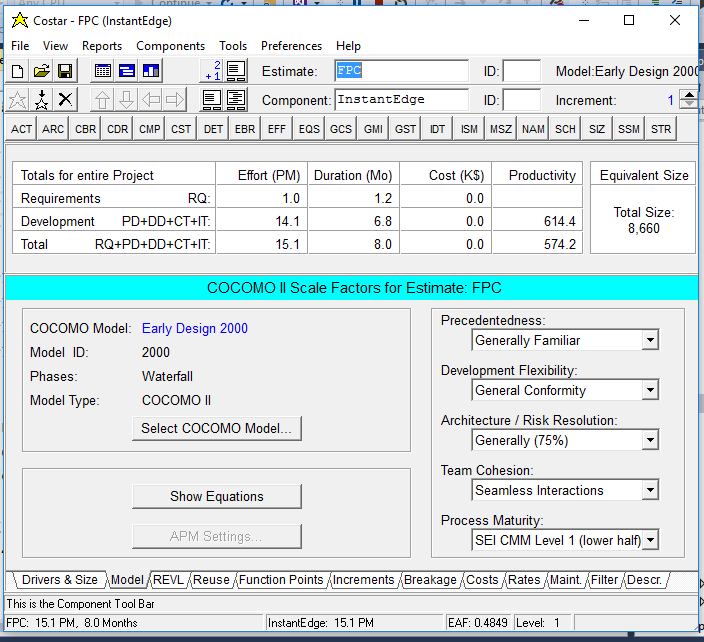 Costar - FPC (InstantEdge)
File View Reports Components Tools Preferences Help
2 +1 Estimate: FPC ID: Model:Early Design 2000
Component: InstantEdge ID: Increment: 1
ACT ARC CBR CDR CMP CST DET EBR EFF EQS GCS GMI GST IDT ISM MSZ NAM SCH SIZ SSM STR
Totals for entire Project Effort (PM) Duration (Mo) Cost (K$) Productivity Equivalent Size
Requirements RQ: 1.0 1.2 0.0
Development PD+DD+CT+IT: 14.1 6.8 0.0 614.4
Total RQ+PD+DD+CT+IT: 15.1 8.0 0.0 574.2
Total Size:
8,660
COCOMO II Scale Factors for Estimate: FPC
COCOMO Model: Early Design 2000
Model ID: 2000
Phases: Waterfall
Model Type: COCOMO II
Select COCOMO Model...
Show Equations
APM Settings...
Precedentedness:
Generally Familiar
Development Flexibility:
General Conformity
Architecture / Risk Resolution:
Generally (75%)
Team Cohesion:
Seamless Interactions
Process Maturity:
SEI CMM Level 1 (lower half)
Drivers & Size Model REVL Reuse Function Points Increments Breakage Costs Rates Maint. Filter Descr.
This is the Component Tool Bar
FPC: 15.1 PM, 8.0 Months InstantEdge: 15.1 PM EAF: 0.4849 Level: 1